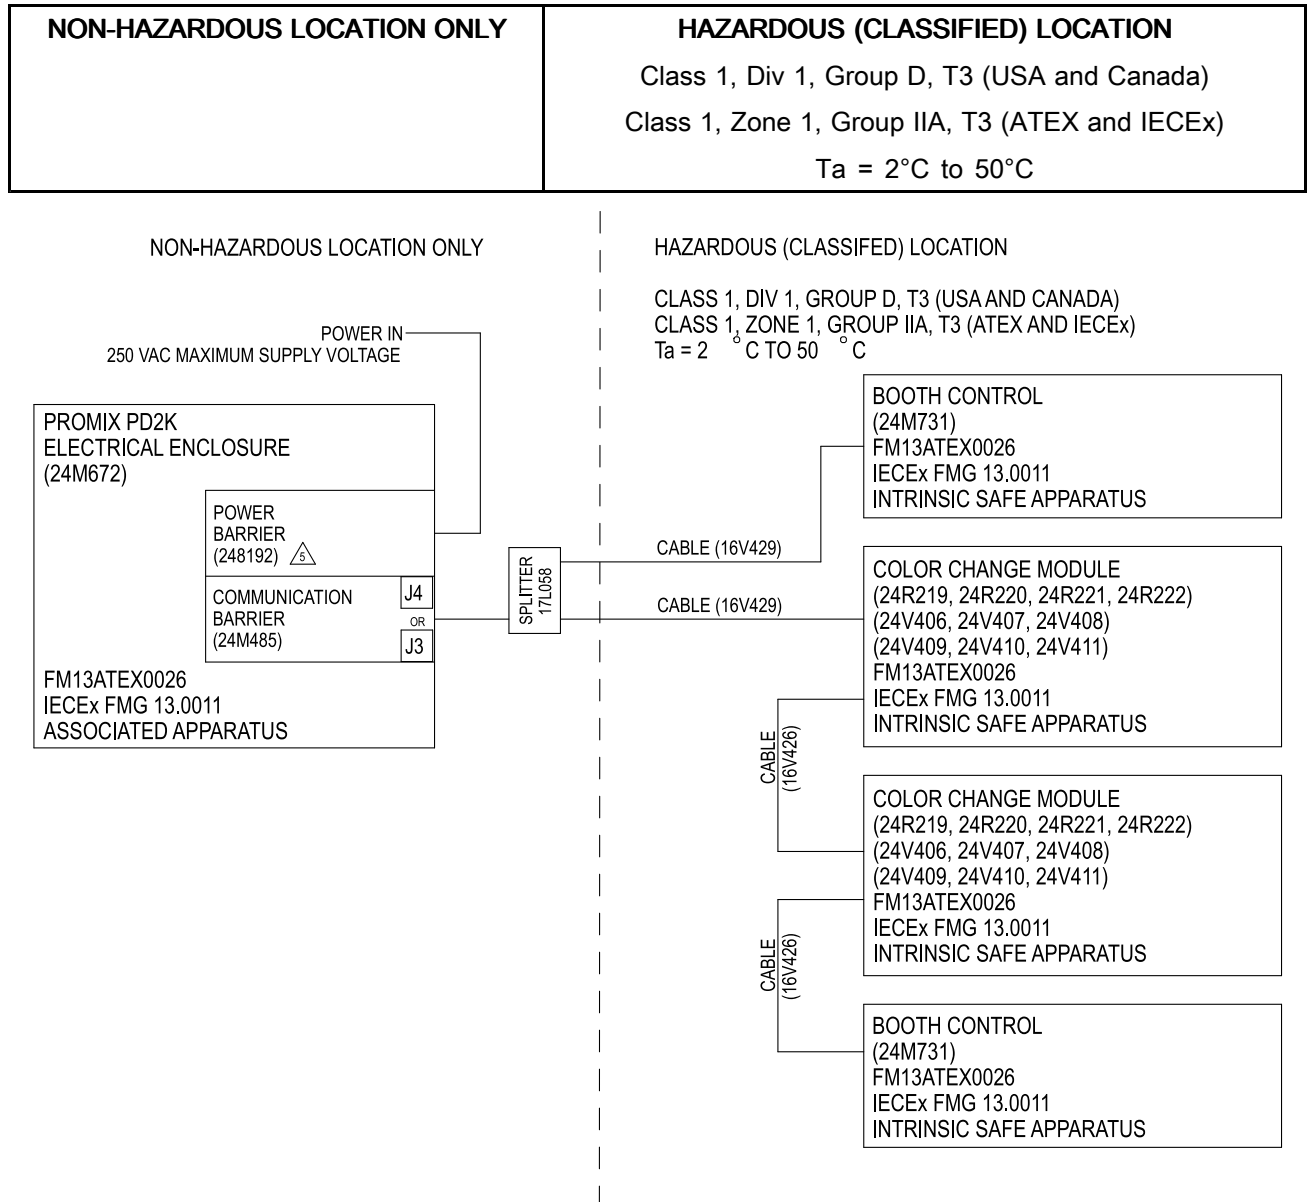 NON-HAZARDOUS LOCATION ONLY
HAZARDOUS (CLASSIFIED) LOCATION
Class 1, Div 1, Group D, T3 (USA and Canada)
Class 1, Zone 1, Group IIA, T3 (ATEX and IECEx)
Ta = 2°C to 50°C
NON-HAZARDOUS LOCATION ONLY
HAZARDOUS (CLASSIFED) LOCATION
CLASS 1, DIV 1, GROUP D, T3 (USA AND CANADA)
CLASS 1, ZONE 1, GROUP IIA, T3 (ATEX AND IECEx)
Ta = 2 °C TO 50 °C
POWER IN
250 VAC MAXIMUM SUPPLY VOLTAGE
PROMIX PD2K
ELECTRICAL ENCLOSURE
(24M672)
POWER
BARRIER
(248192) 5
COMMUNICATION
BARRIER
(24M485)
J4
OR
J3
FM13ATEX0026
IECEx FMG 13.0011
ASSOCIATED APPARATUS
SPLITTER
17L058
CABLE (16V429)
CABLE (16V429)
BOOTH CONTROL
(24M731)
FM13ATEX0026
IECEx FMG 13.0011
INTRINSIC SAFE APPARATUS
COLOR CHANGE MODULE
(24R219, 24R220, 24R221, 24R222)
(24V406, 24V407, 24V408)
(24V409, 24V410, 24V411)
FM13ATEX0026
IECEx FMG 13.0011
INTRINSIC SAFE APPARATUS
CABLE
(16V426)
COLOR CHANGE MODULE
(24R219, 24R220, 24R221, 24R222)
(24V406, 24V407, 24V408)
(24V409, 24V410, 24V411)
FM13ATEX0026
IECEx FMG 13.0011
INTRINSIC SAFE APPARATUS
CABLE
(16V426)
BOOTH CONTROL
(24M731)
FM13ATEX0026
IECEx FMG 13.0011
INTRINSIC SAFE APPARATUS